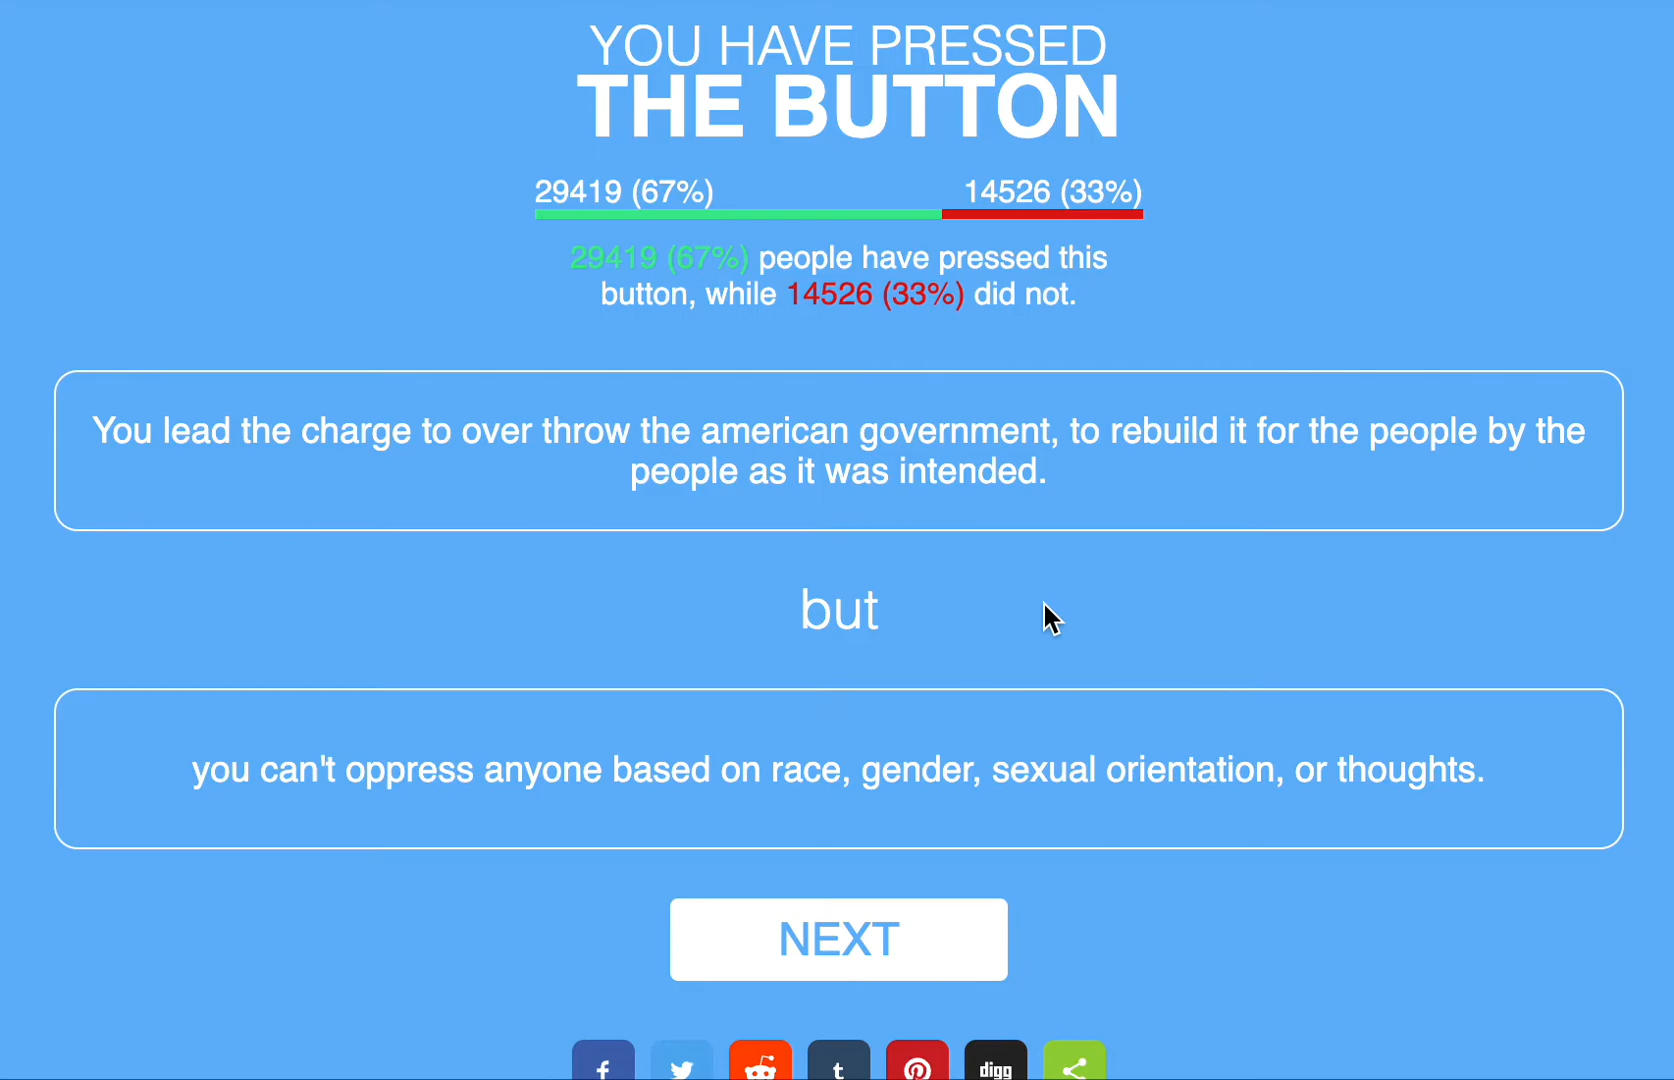 YOU HAVE PRESSED
THE BUTTON
29419 (67%) 14526 (33%)
29419 (67%) people have pressed this
button, while 14526 (33%) did not.
You lead the charge to over throw the american government, to rebuild it for the people by the
people as it was intended.
but
you can't oppress anyone based on race, gender, sexual orientation, or thoughts.
NEXT
f t digg